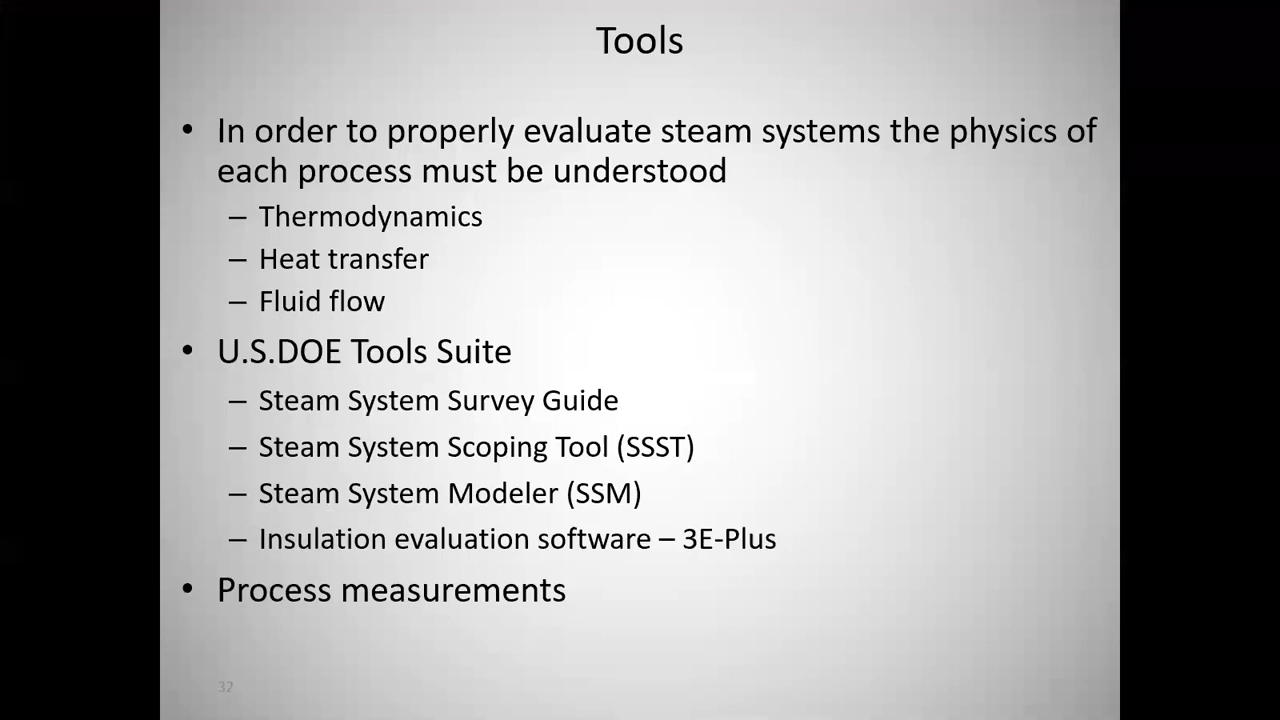 Tools
• In order to properly evaluate steam systems the physics of
each process must be understood
– Thermodynamics
– Heat transfer
– Fluid flow
• U.S.DOE Tools Suite
– Steam System Survey Guide
– Steam System Scoping Tool (SSST)
– Steam System Modeler (SSM)
– Insulation evaluation software – 3E-Plus
• Process measurements
32